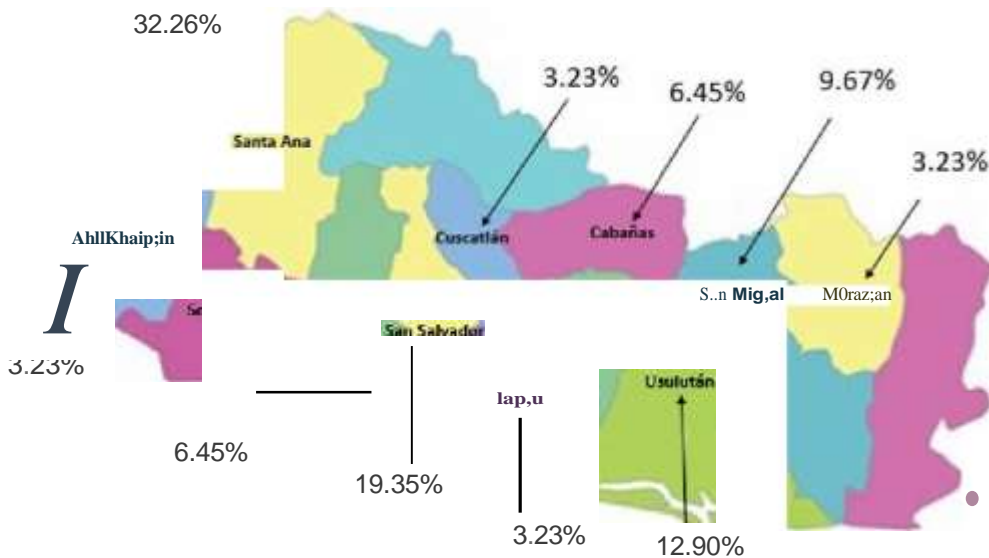 32.26%
3.23%
6.45%
9.67%
3.23%
Santa Ana
Cuscatlán
Cabañas
AhllKhaip;in
I
S..n Mig,al
M0raz;an
3.23%
San Salvador
Usulután
lap,u
6.45%
19.35%
3.23%
12.90%